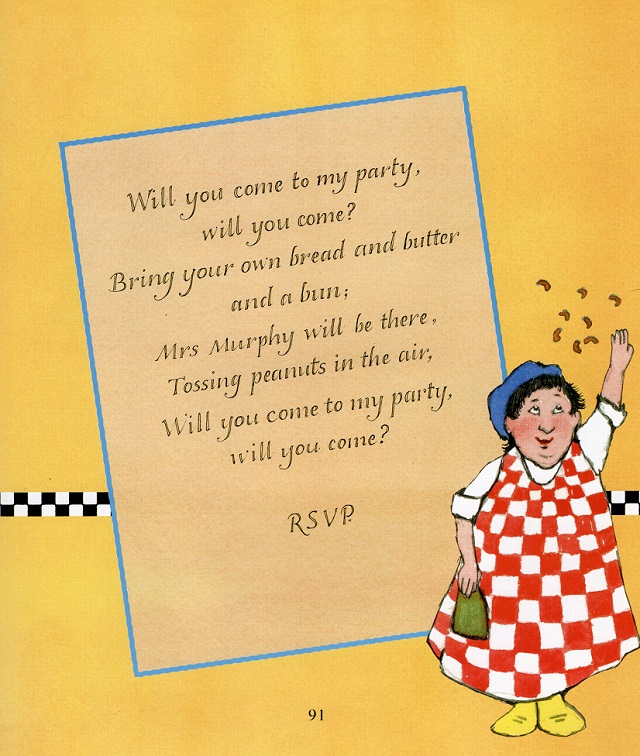 Will you come to my party,
will you come?
Bring your own bread and butter
and a bun;
Mrs Murphy will be there,
Tossing peanuts in the air,
Will you come to my party,
will you come?
RSVP.
91